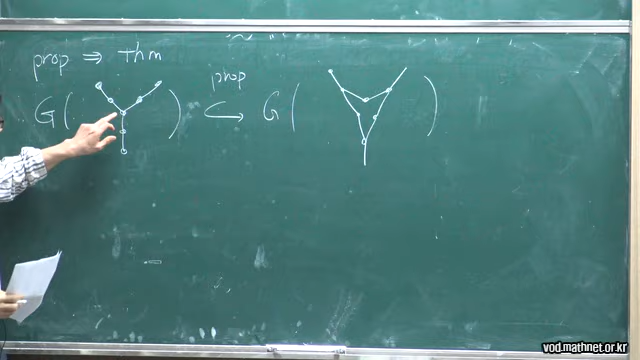 prop ⇒ thm
prop
G( ) ↪ G( )
vod.mathnet.or.kr